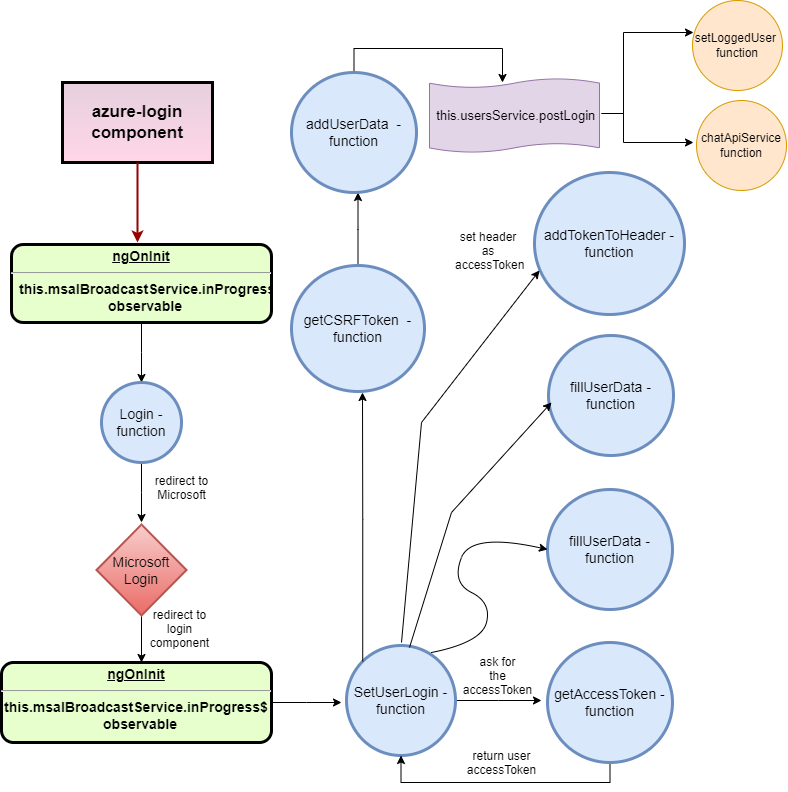 azure-login
component
ngOnInit
this.msalBroadcastService.inProgress
observable
Login -
function
redirect to
Microsoft
Microsoft
Login
redirect to
login
component
ngOnInit
this.msalBroadcastService.inProgress$
observable
SetUserLogin -
function
getCSRFToken -
function
addUserData -
function
this.usersService.postLogin
setLoggedUser
function
chatApiService
function
set header
as
accessToken
addTokenToHeader -
function
fillUserData -
function
fillUserData -
function
ask for
the
accessToken
getAccessToken -
function
return user
accessToken